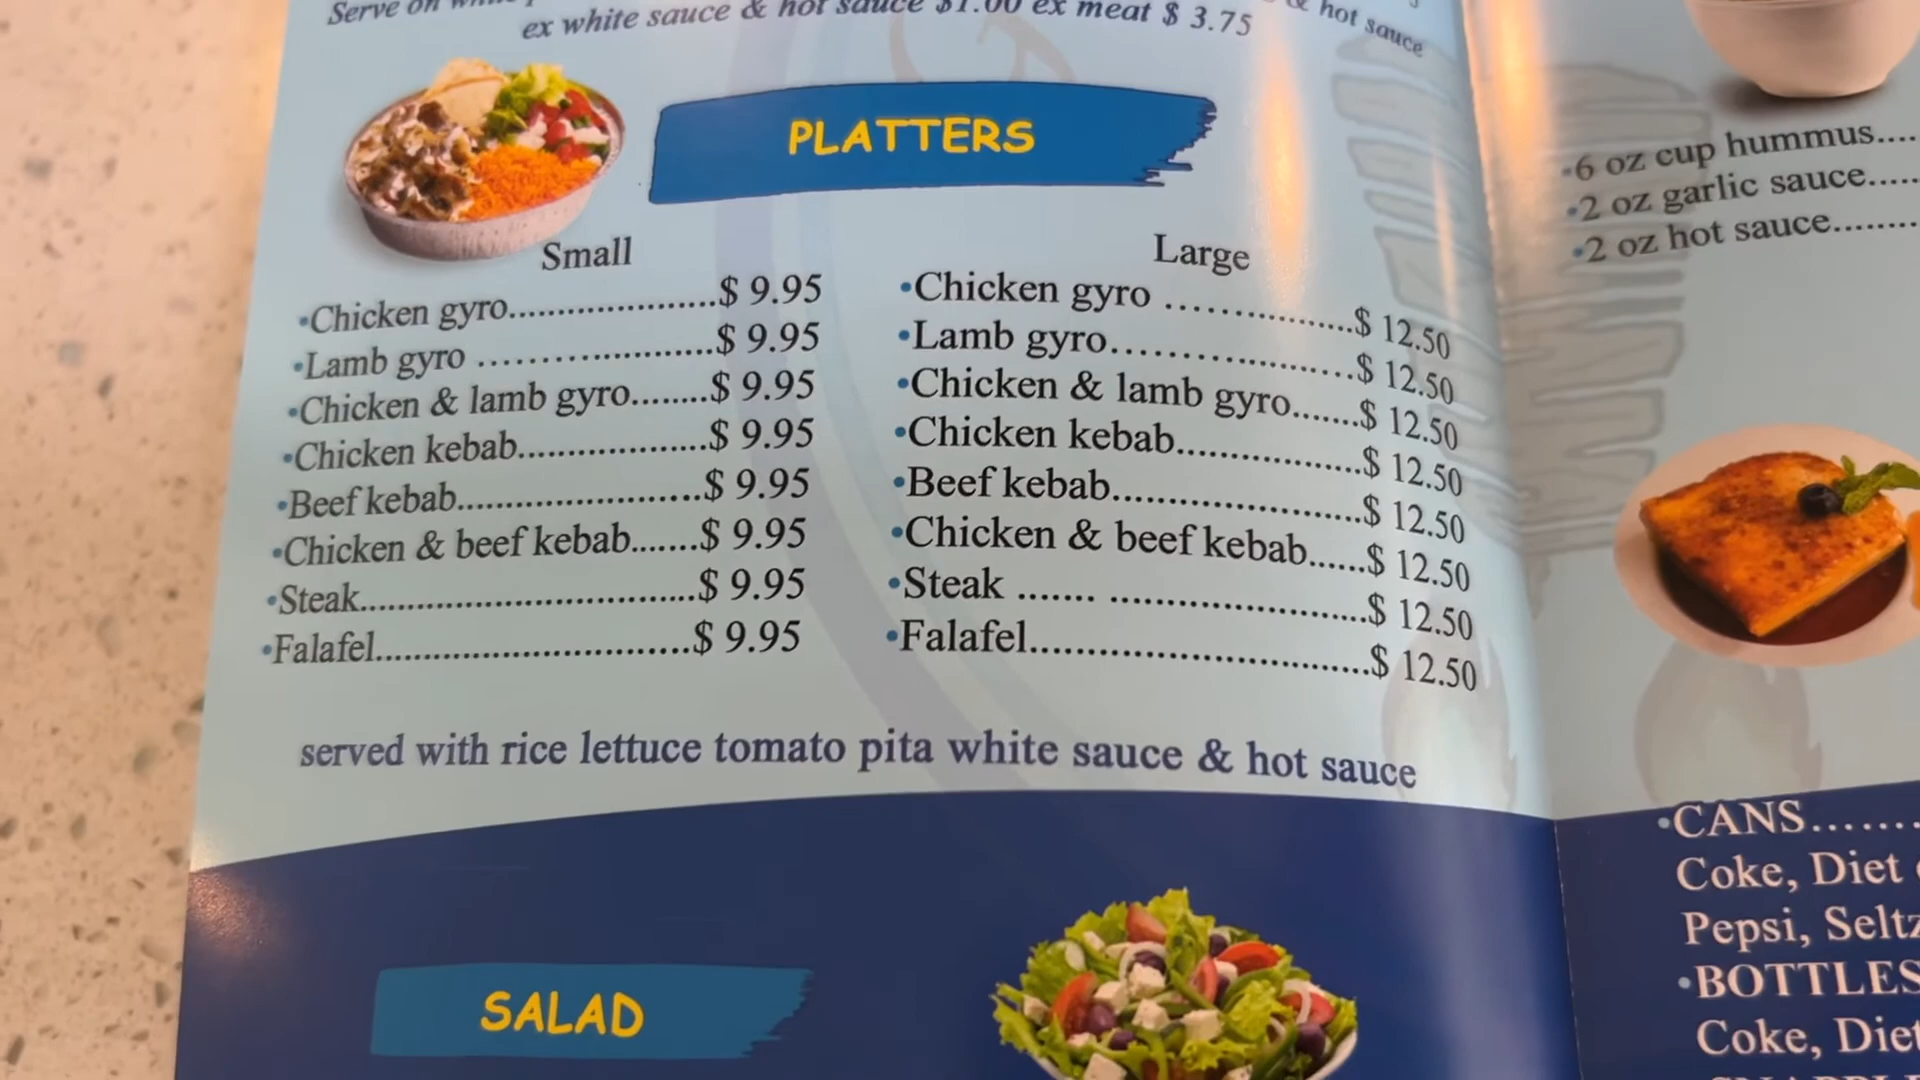 Serve on
ex white sauce & hot sauce $1.00 ex meat $ 3.75
& hot sauce
PLATTERS
Small
•Chicken gyro...................$ 9.95
•Lamb gyro ........................$ 9.95
•Chicken & lamb gyro........$ 9.95
•Chicken kebab...................$ 9.95
•Beef kebab.........................$ 9.95
•Chicken & beef kebab.......$ 9.95
•Steak...................................$ 9.95
•Falafel.................................$ 9.95
Large
•Chicken gyro ....................$ 12.50
•Lamb gyro.........................$ 12.50
•Chicken & lamb gyro......$ 12.50
•Chicken kebab...................$ 12.50
•Beef kebab.........................$ 12.50
•Chicken & beef kebab......$ 12.50
•Steak ....... ...........................$ 12.50
•Falafel...................................$ 12.50
served with rice lettuce tomato pita white sauce & hot sauce
SALAD
•6 oz cup hummus....
•2 oz garlic sauce.....
•2 oz hot sauce........
•CANS.......
Coke, Diet
Pepsi, Seltz
•BOTTLES
Coke, Diet